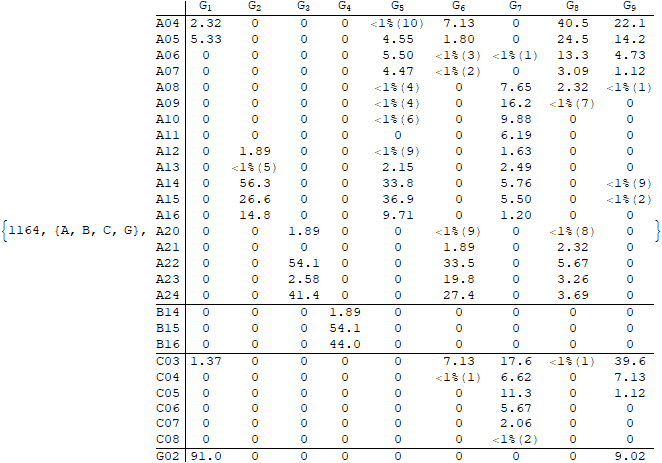 G1 G2 G3 G4 G5 G6 G7 G8 G9
A04 2.32 0 0 0 <1%(10) 7.13 0 40.5 22.1
A05 5.33 0 0 0 4.55 1.80 0 24.5 14.2
A06 0 0 0 0 5.50 <1%(3) <1%(1) 13.3 4.73
A07 0 0 0 0 4.47 <1%(2) 0 3.09 1.12
A08 0 0 0 0 <1%(4) 0 7.65 2.32 <1%(1)
A09 0 0 0 0 <1%(4) 0 16.2 <1%(7) 0
A10 0 0 0 0 <1%(6) 0 9.88 0 0
A11 0 0 0 0 0 0 6.19 0 0
A12 0 1.89 0 0 <1%(9) 0 1.63 0 0
A13 0 <1%(5) 0 0 2.15 0 2.49 0 0
A14 0 56.3 0 0 33.8 0 5.76 0 <1%(9)
A15 0 26.6 0 0 36.9 0 5.50 0 <1%(2)
A16 0 14.8 0 0 9.71 0 1.20 0 0
{1164, {A, B, C, G}, A20 0 0 1.89 0 0 <1%(9) 0 <1%(8) 0 }
A21 0 0 0 0 0 1.89 0 2.32 0
A22 0 0 54.1 0 0 33.5 0 5.67 0
A23 0 0 2.58 0 0 19.8 0 3.26 0
A24 0 0 41.4 0 0 27.4 0 3.69 0
B14 0 0 0 1.89 0 0 0 0 0
B15 0 0 0 54.1 0 0 0 0 0
B16 0 0 0 44.0 0 0 0 0 0
C03 1.37 0 0 0 0 7.13 17.6 <1%(1) 39.6
C04 0 0 0 0 0 <1%(1) 6.62 0 7.13
C05 0 0 0 0 0 0 11.3 0 1.12
C06 0 0 0 0 0 0 5.67 0 0
C07 0 0 0 0 0 0 2.06 0 0
C08 0 0 0 0 0 0 <1%(2) 0 0
G02 91.0 0 0 0 0 0 0 0 9.02